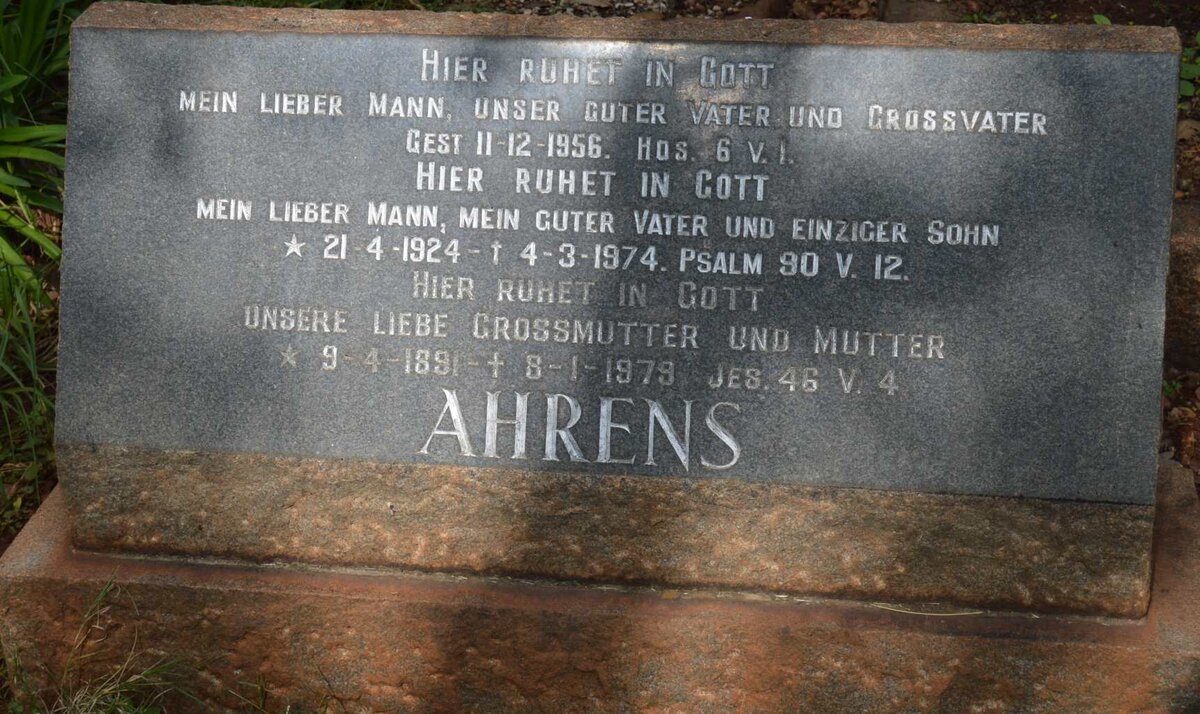 HIER RUHET IN GOTT
MEIN LIEBER MANN, UNSER GUTER VATER UND GROSSVATER
GEST 11-12-1956. HOS. 6 V. 1.
HIER RUHET IN GOTT
MEIN LIEBER MANN, MEIN GUTER VATER UND EINZIGER SOHN
★ 21-4-1924-† 4-3-1974. PSALM 90 V. 12.
HIER RUHET IN GOTT
UNSERE LIEBE GROSSMUTTER UND MUTTER
★ 9-4-1891-† 8-1-1979 JES. 46 V. 4
AHRENS